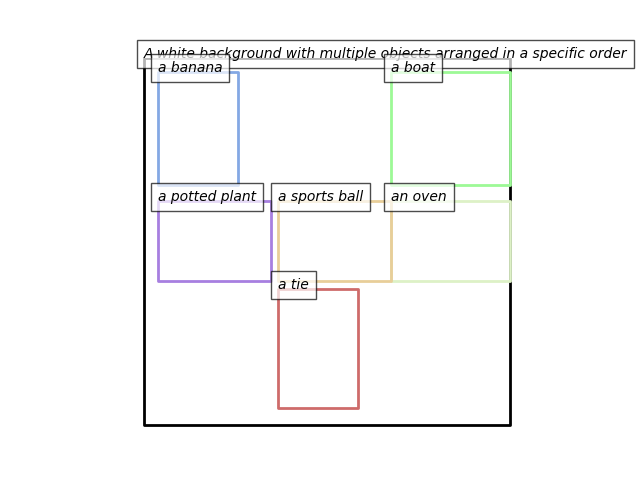 A white background with multiple objects arranged in a specific order
a banana
a boat
a potted plant
a sports ball
an oven
a tie